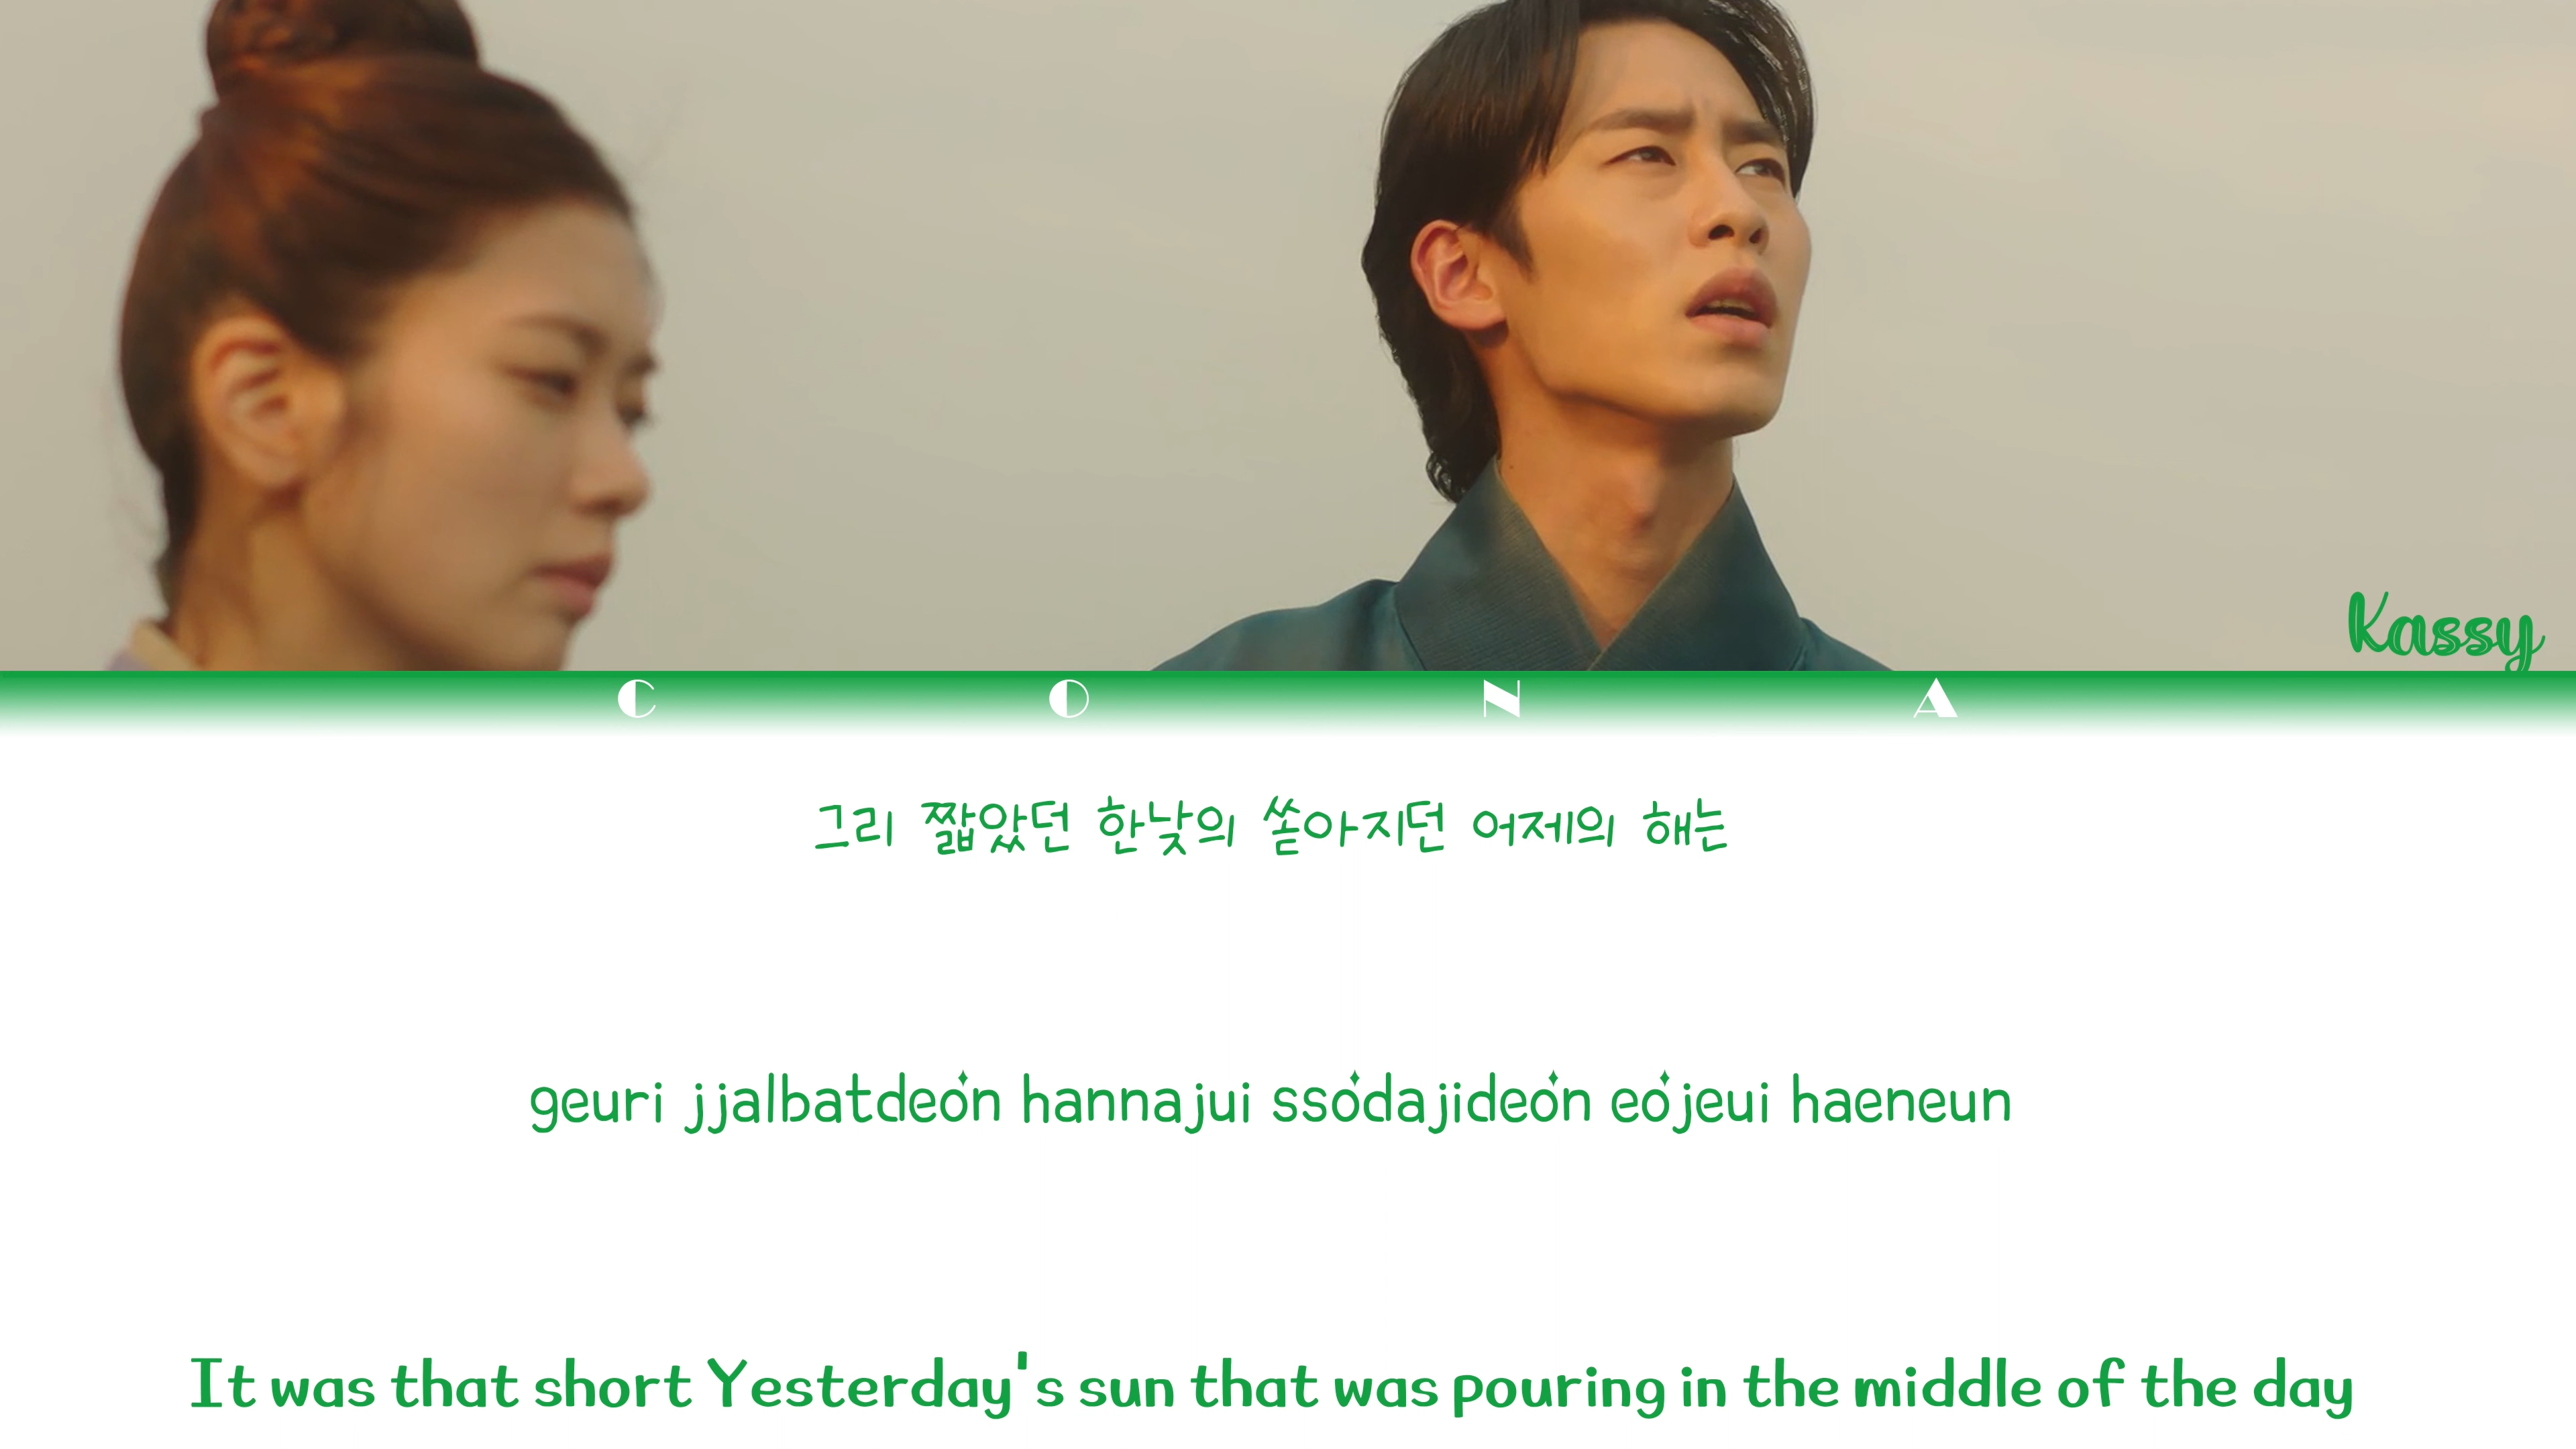 Kassy
C O N A
그리 짧았던 한낮의 쏟아지던 어제의 해는
geuri jjalbatdeon hannajui ssodajideon eojeui haeneun
It was that short Yesterday's sun that was pouring in the middle of the day